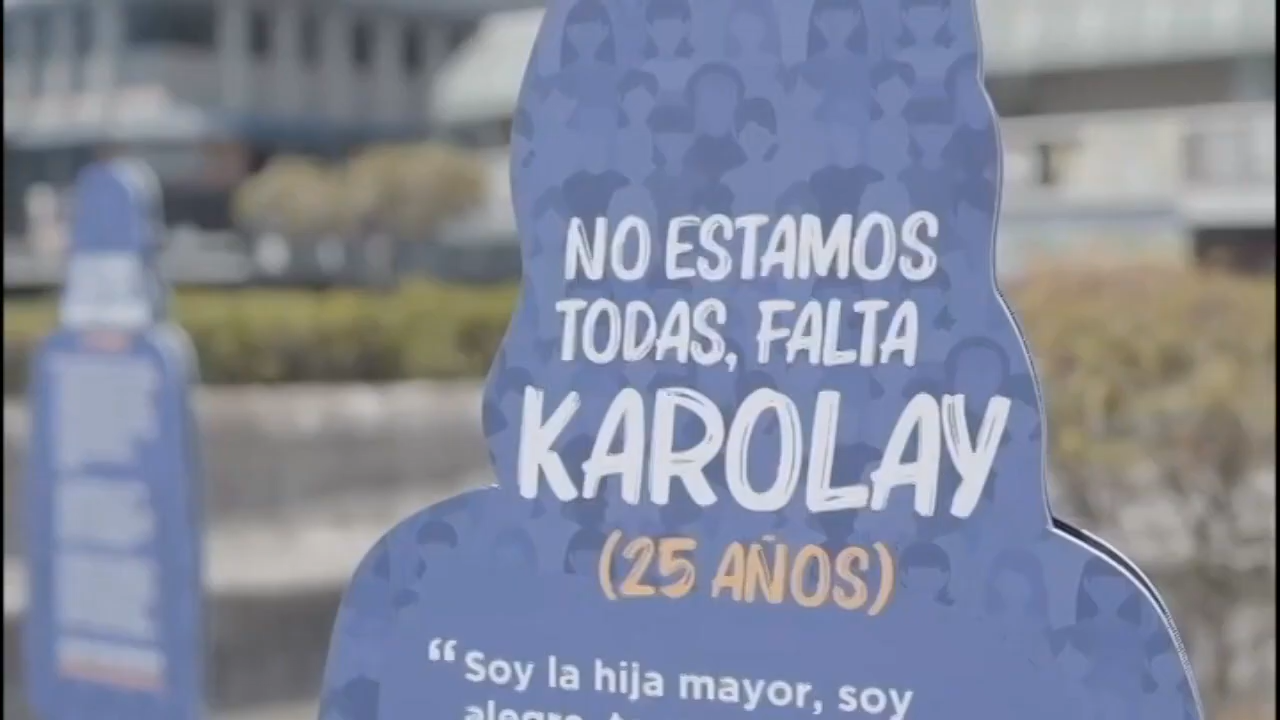 NO ESTAMOS
TODAS, FALTA
KAROLAY
(25 AÑOS)
“Soy la hija mayor, soy